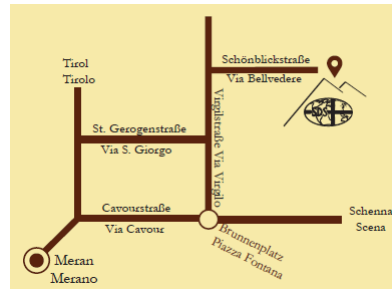 Tirol
Tirolo
Schönblickstraße
Via Bellvedere
St. Gerogenstraße
Via S. Giorgo
Virgilstraße Via Virgilo
Cavourstraße
Via Cavour
Schenna
Scena
Brunnenplatz
Piazza Fontana
Meran
Merano